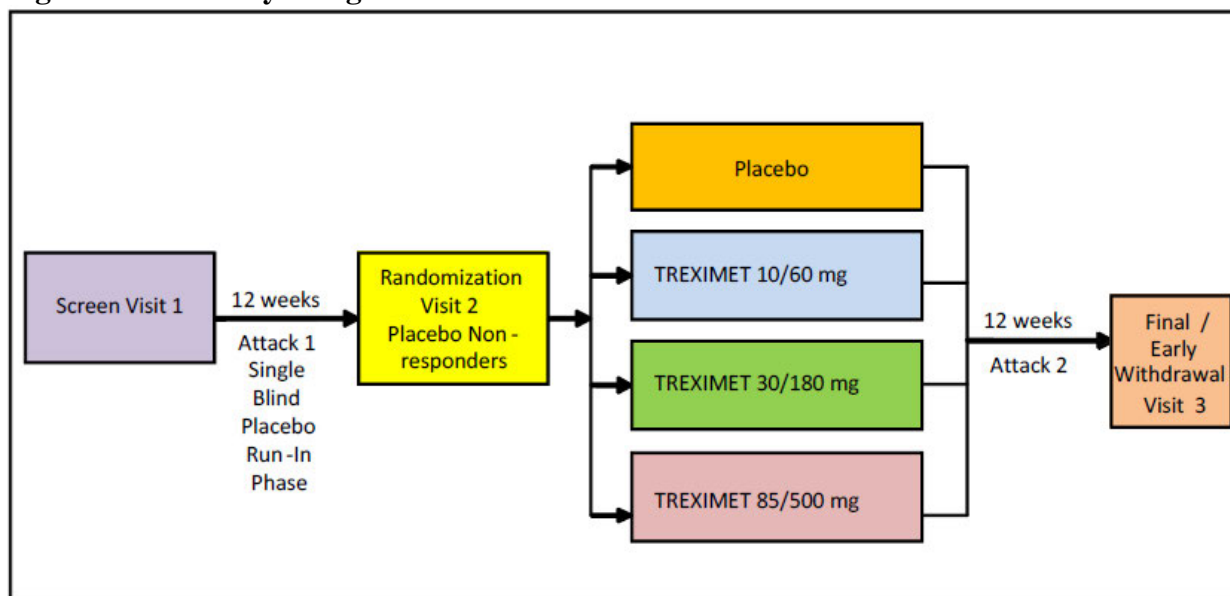 Screen Visit 1
12 weeks
Attack 1
Single
Blind
Placebo
Run-In
Phase
Randomization
Visit 2
Placebo Non-
responders
Placebo
TREXIMET 10/60 mg
TREXIMET 30/180 mg
TREXIMET 85/500 mg
12 weeks
Attack 2
Final /
Early
Withdrawal
Visit 3